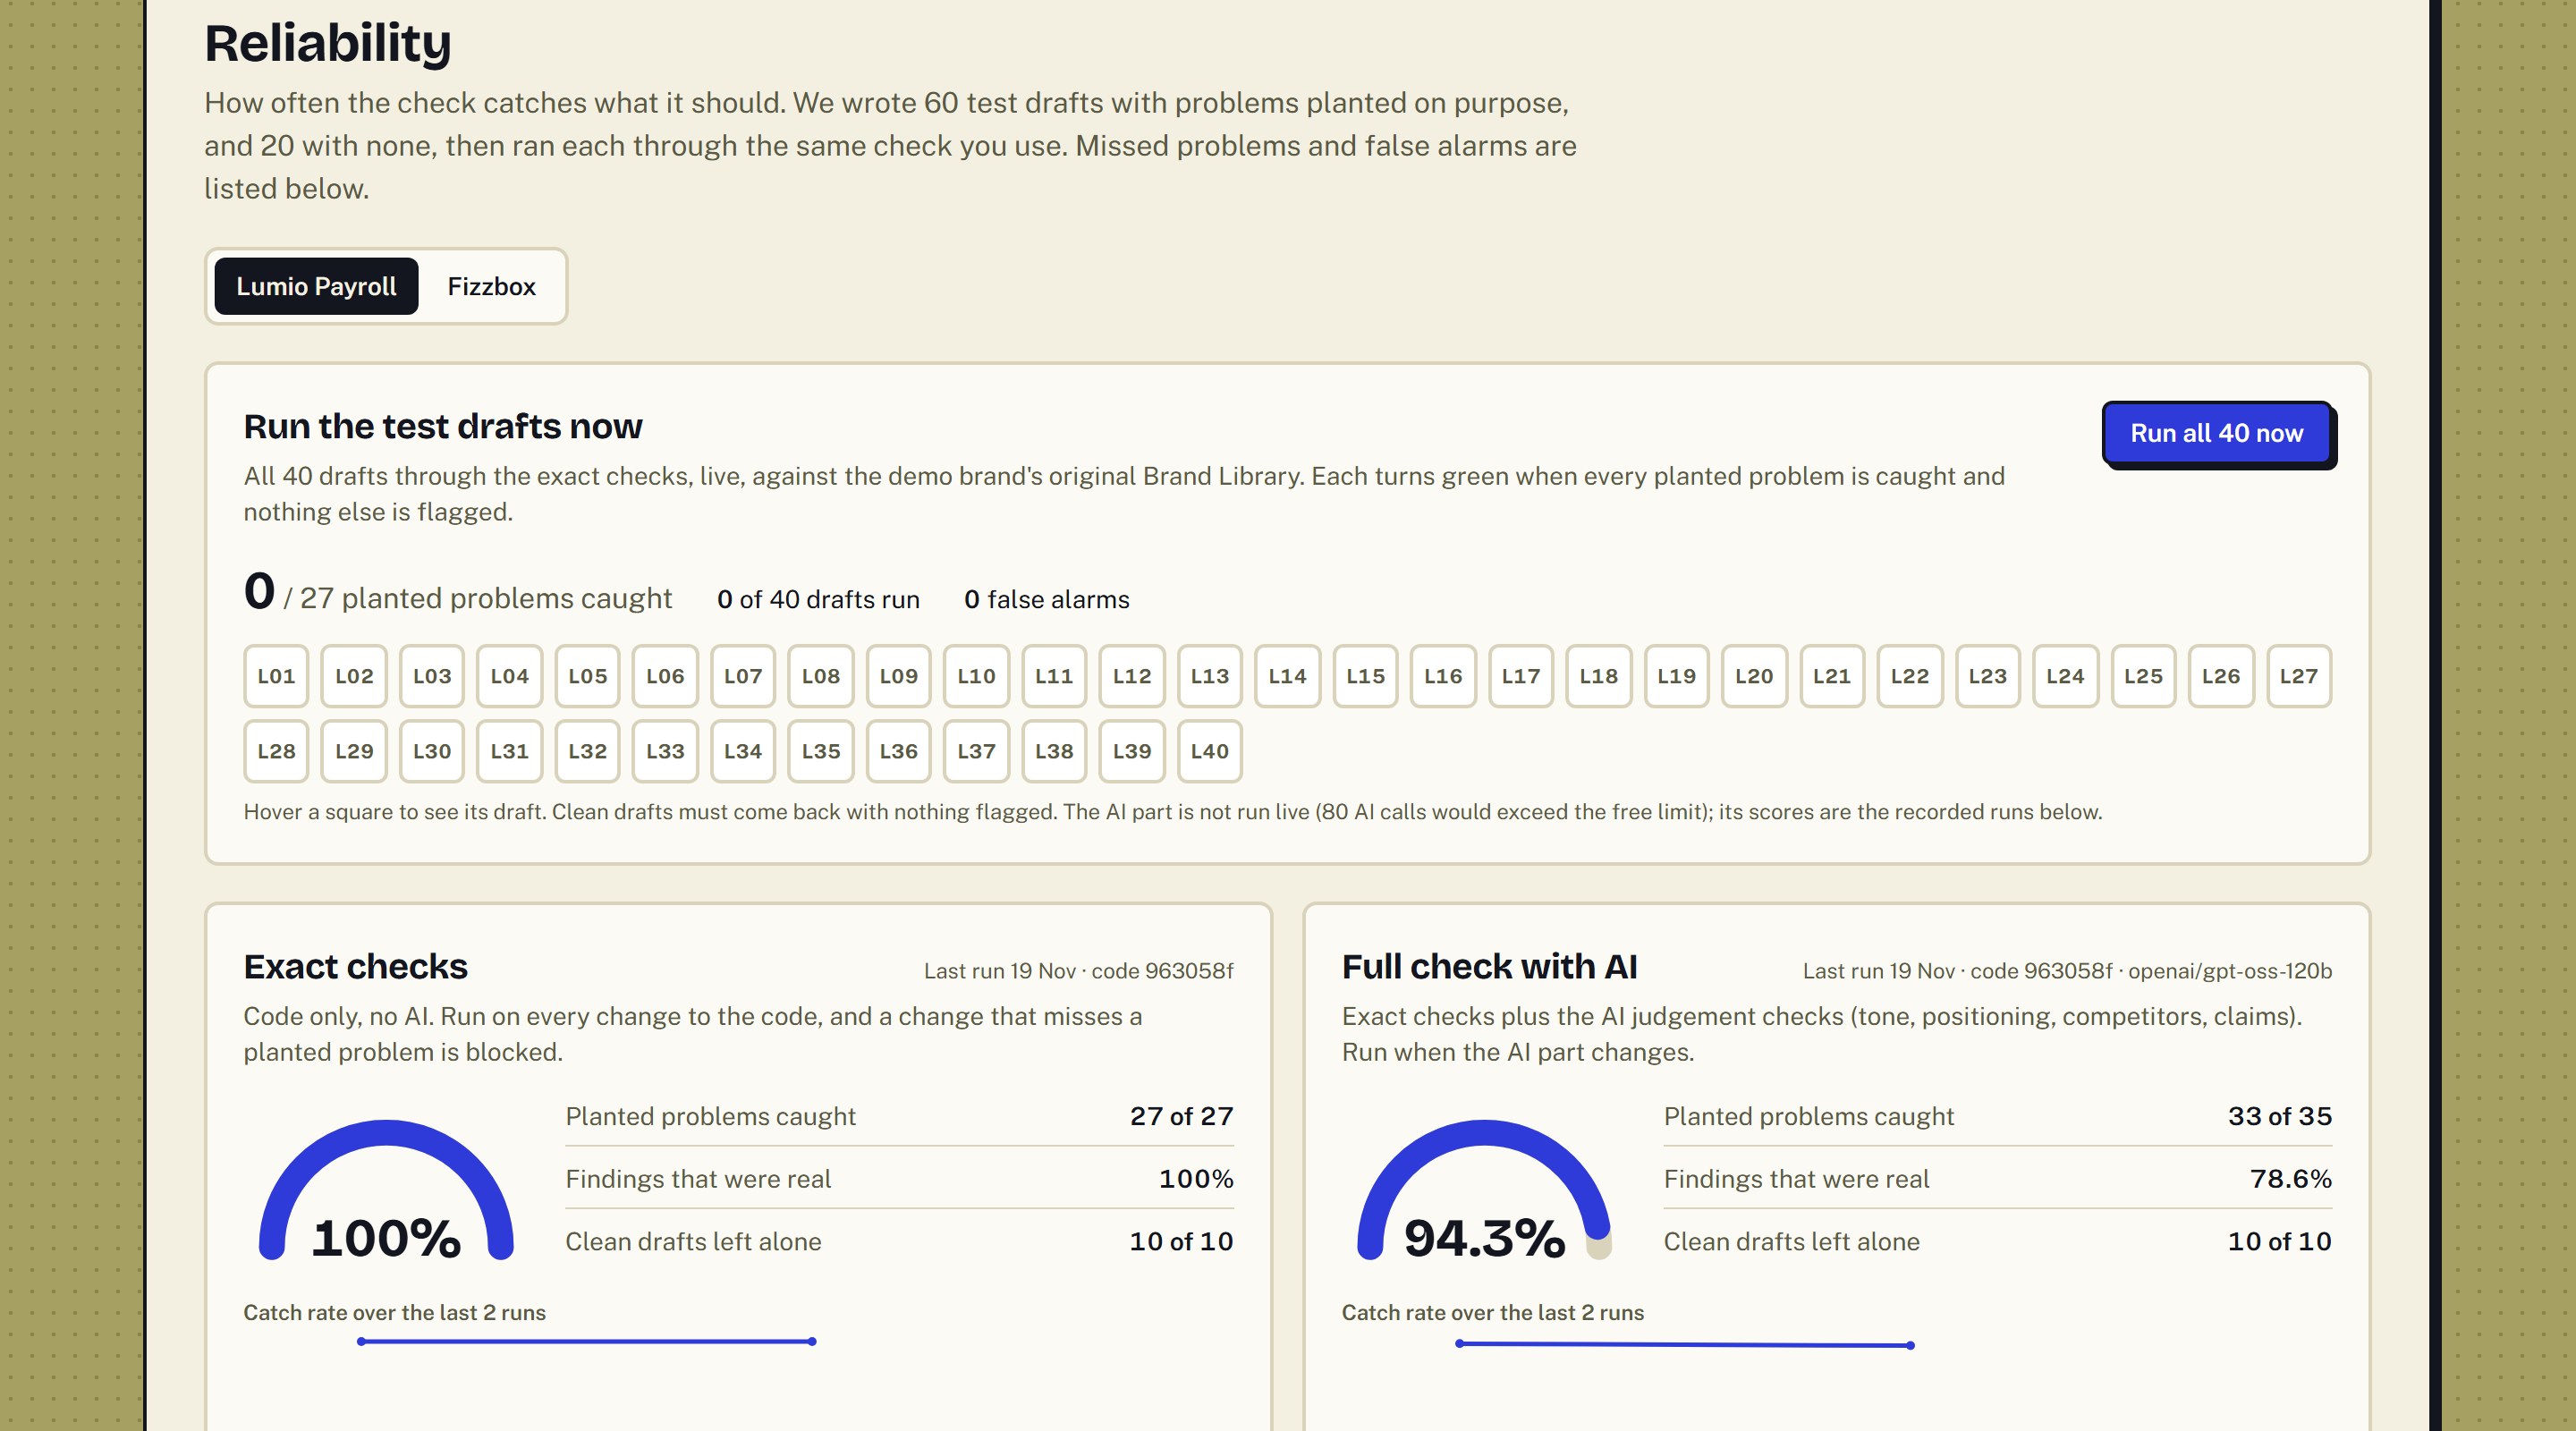 Reliability
How often the check catches what it should. We wrote 60 test drafts with problems planted on purpose,
and 20 with none, then ran each through the same check you use. Missed problems and false alarms are
listed below.
Lumio Payroll Fizzbox
Run the test drafts now
Run all 40 now
All 40 drafts through the exact checks, live, against the demo brand's original Brand Library. Each turns green when every planted problem is caught and
nothing else is flagged.
0 / 27 planted problems caught 0 of 40 drafts run 0 false alarms
L01 L02 L03 L04 L05 L06 L07 L08 L09 L10 L11 L12 L13 L14 L15 L16 L17 L18 L19 L20 L21 L22 L23 L24 L25 L26 L27
L28 L29 L30 L31 L32 L33 L34 L35 L36 L37 L38 L39 L40
Hover a square to see its draft. Clean drafts must come back with nothing flagged. The AI part is not run live (80 AI calls would exceed the free limit); its scores are the recorded runs below.
Exact checks
Last run 19 Nov · code 963058f
Code only, no AI. Run on every change to the code, and a change that misses a
planted problem is blocked.
100%
Planted problems caught 27 of 27
Findings that were real 100%
Clean drafts left alone 10 of 10
Catch rate over the last 2 runs
Full check with AI
Last run 19 Nov · code 963058f · openai/gpt-oss-120b
Exact checks plus the AI judgement checks (tone, positioning, competitors, claims).
Run when the AI part changes.
94.3%
Planted problems caught 33 of 35
Findings that were real 78.6%
Clean drafts left alone 10 of 10
Catch rate over the last 2 runs